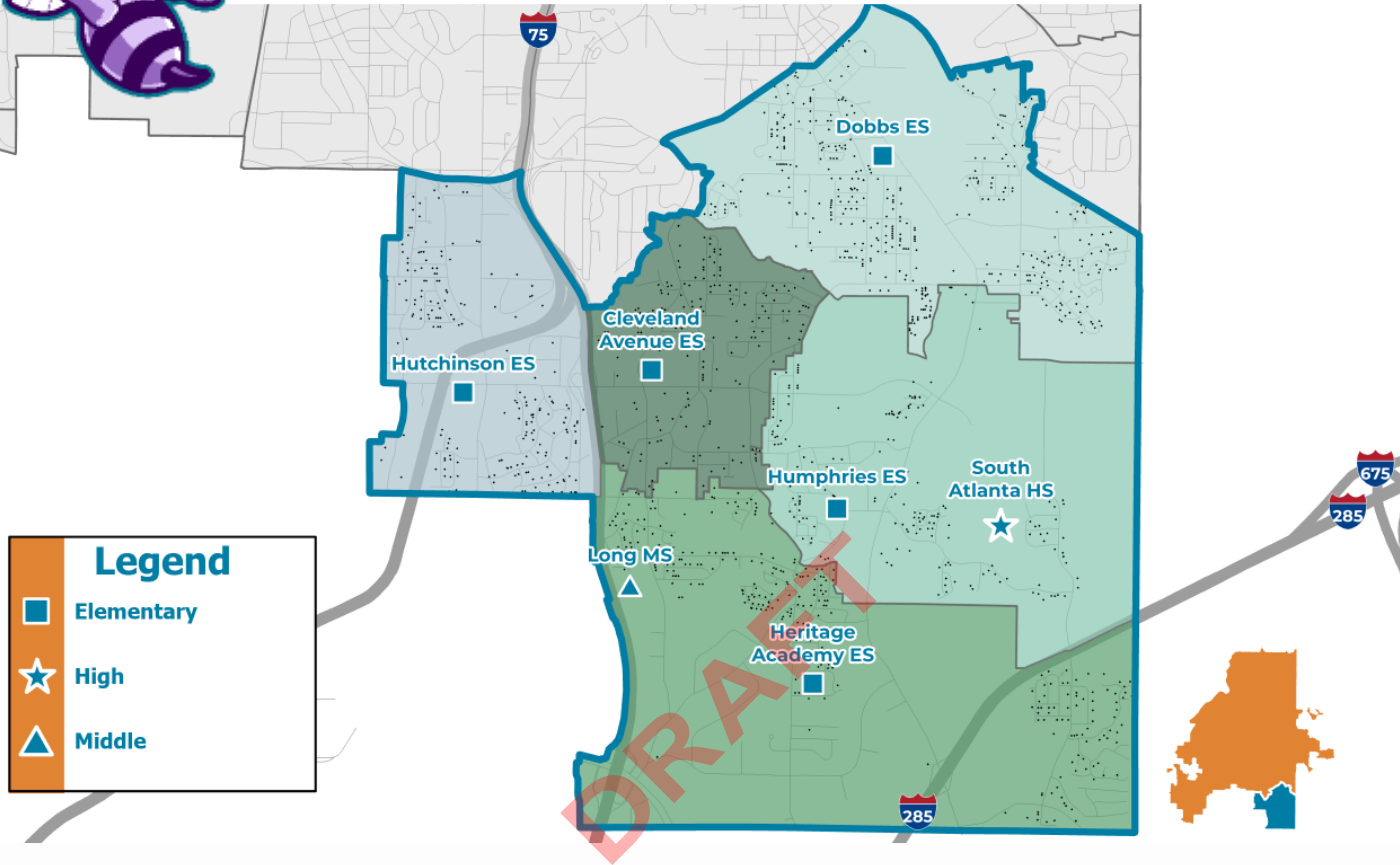 75
Dobbs ES
Cleveland
Avenue ES
Hutchinson ES
Humphries ES
South
Atlanta HS
675
285
Long MS
Heritage
Academy ES
DRAFT
285
Legend
Elementary
High
Middle